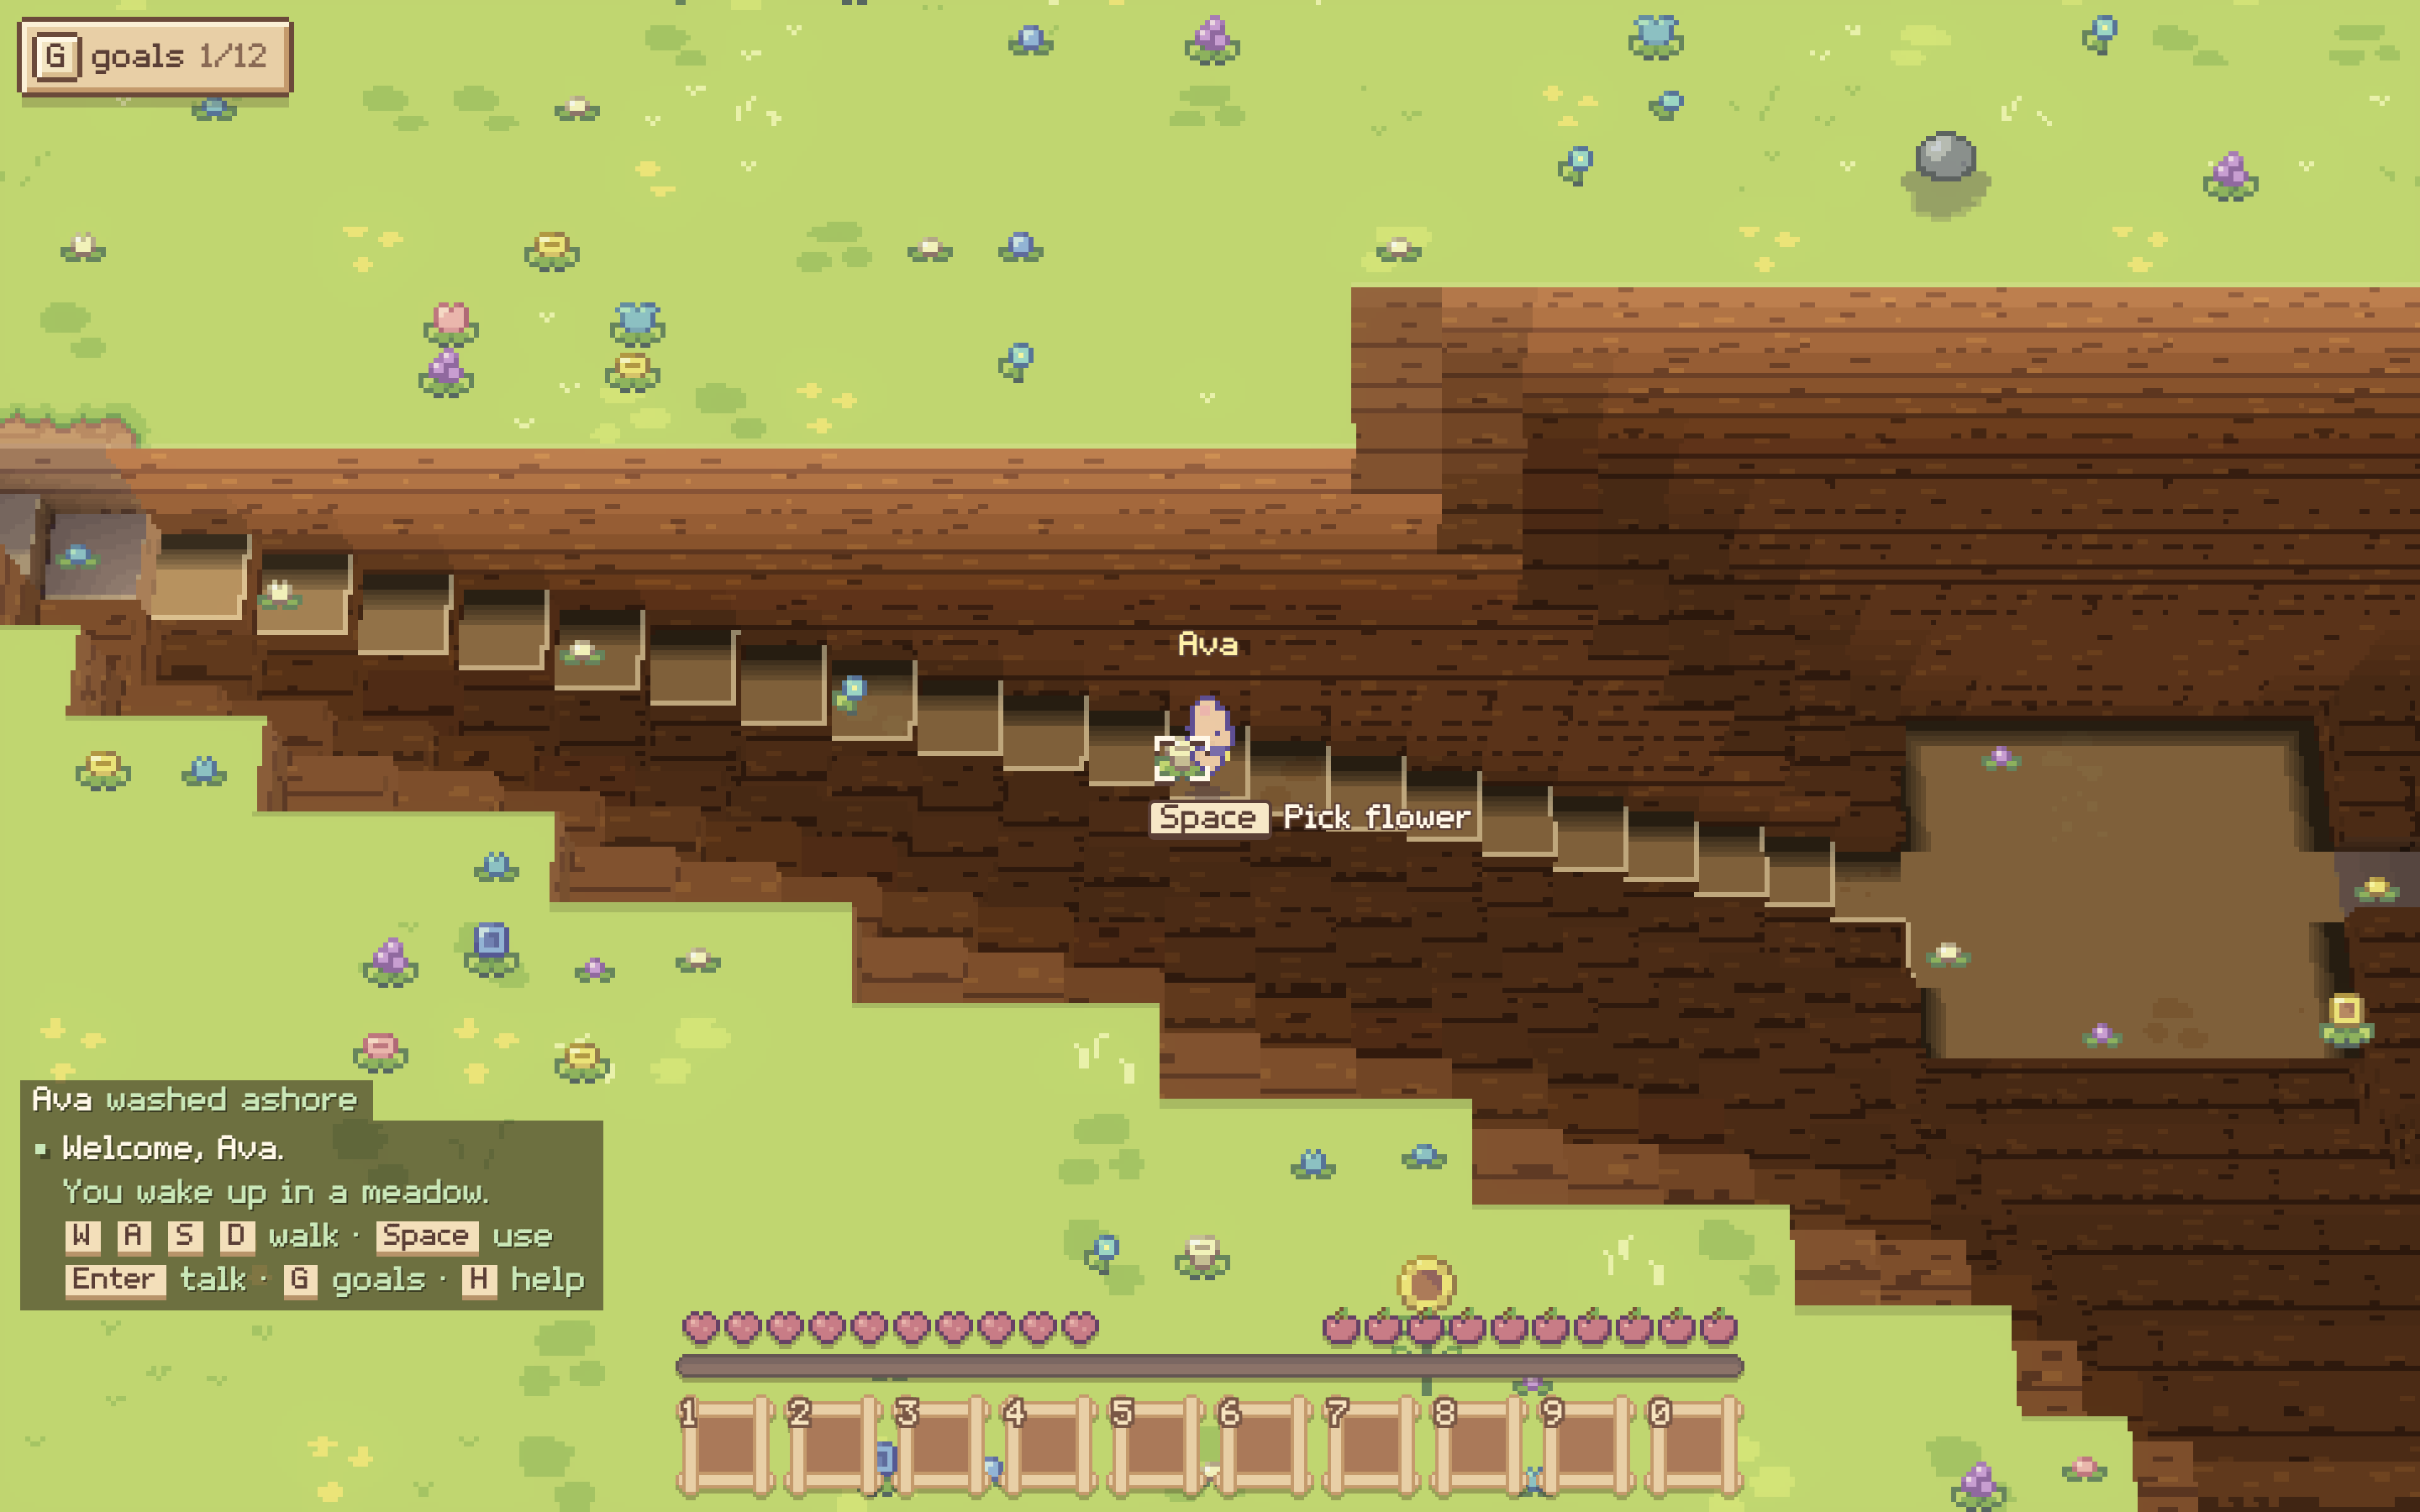 G goals 1/12
Ava
Space Pick flower
Ava washed ashore
Welcome, Ava.
You wake up in a meadow.
W A S D walk · Space use
Enter talk · G goals · H help
1 2 3 4 5 6 7 8 9 0